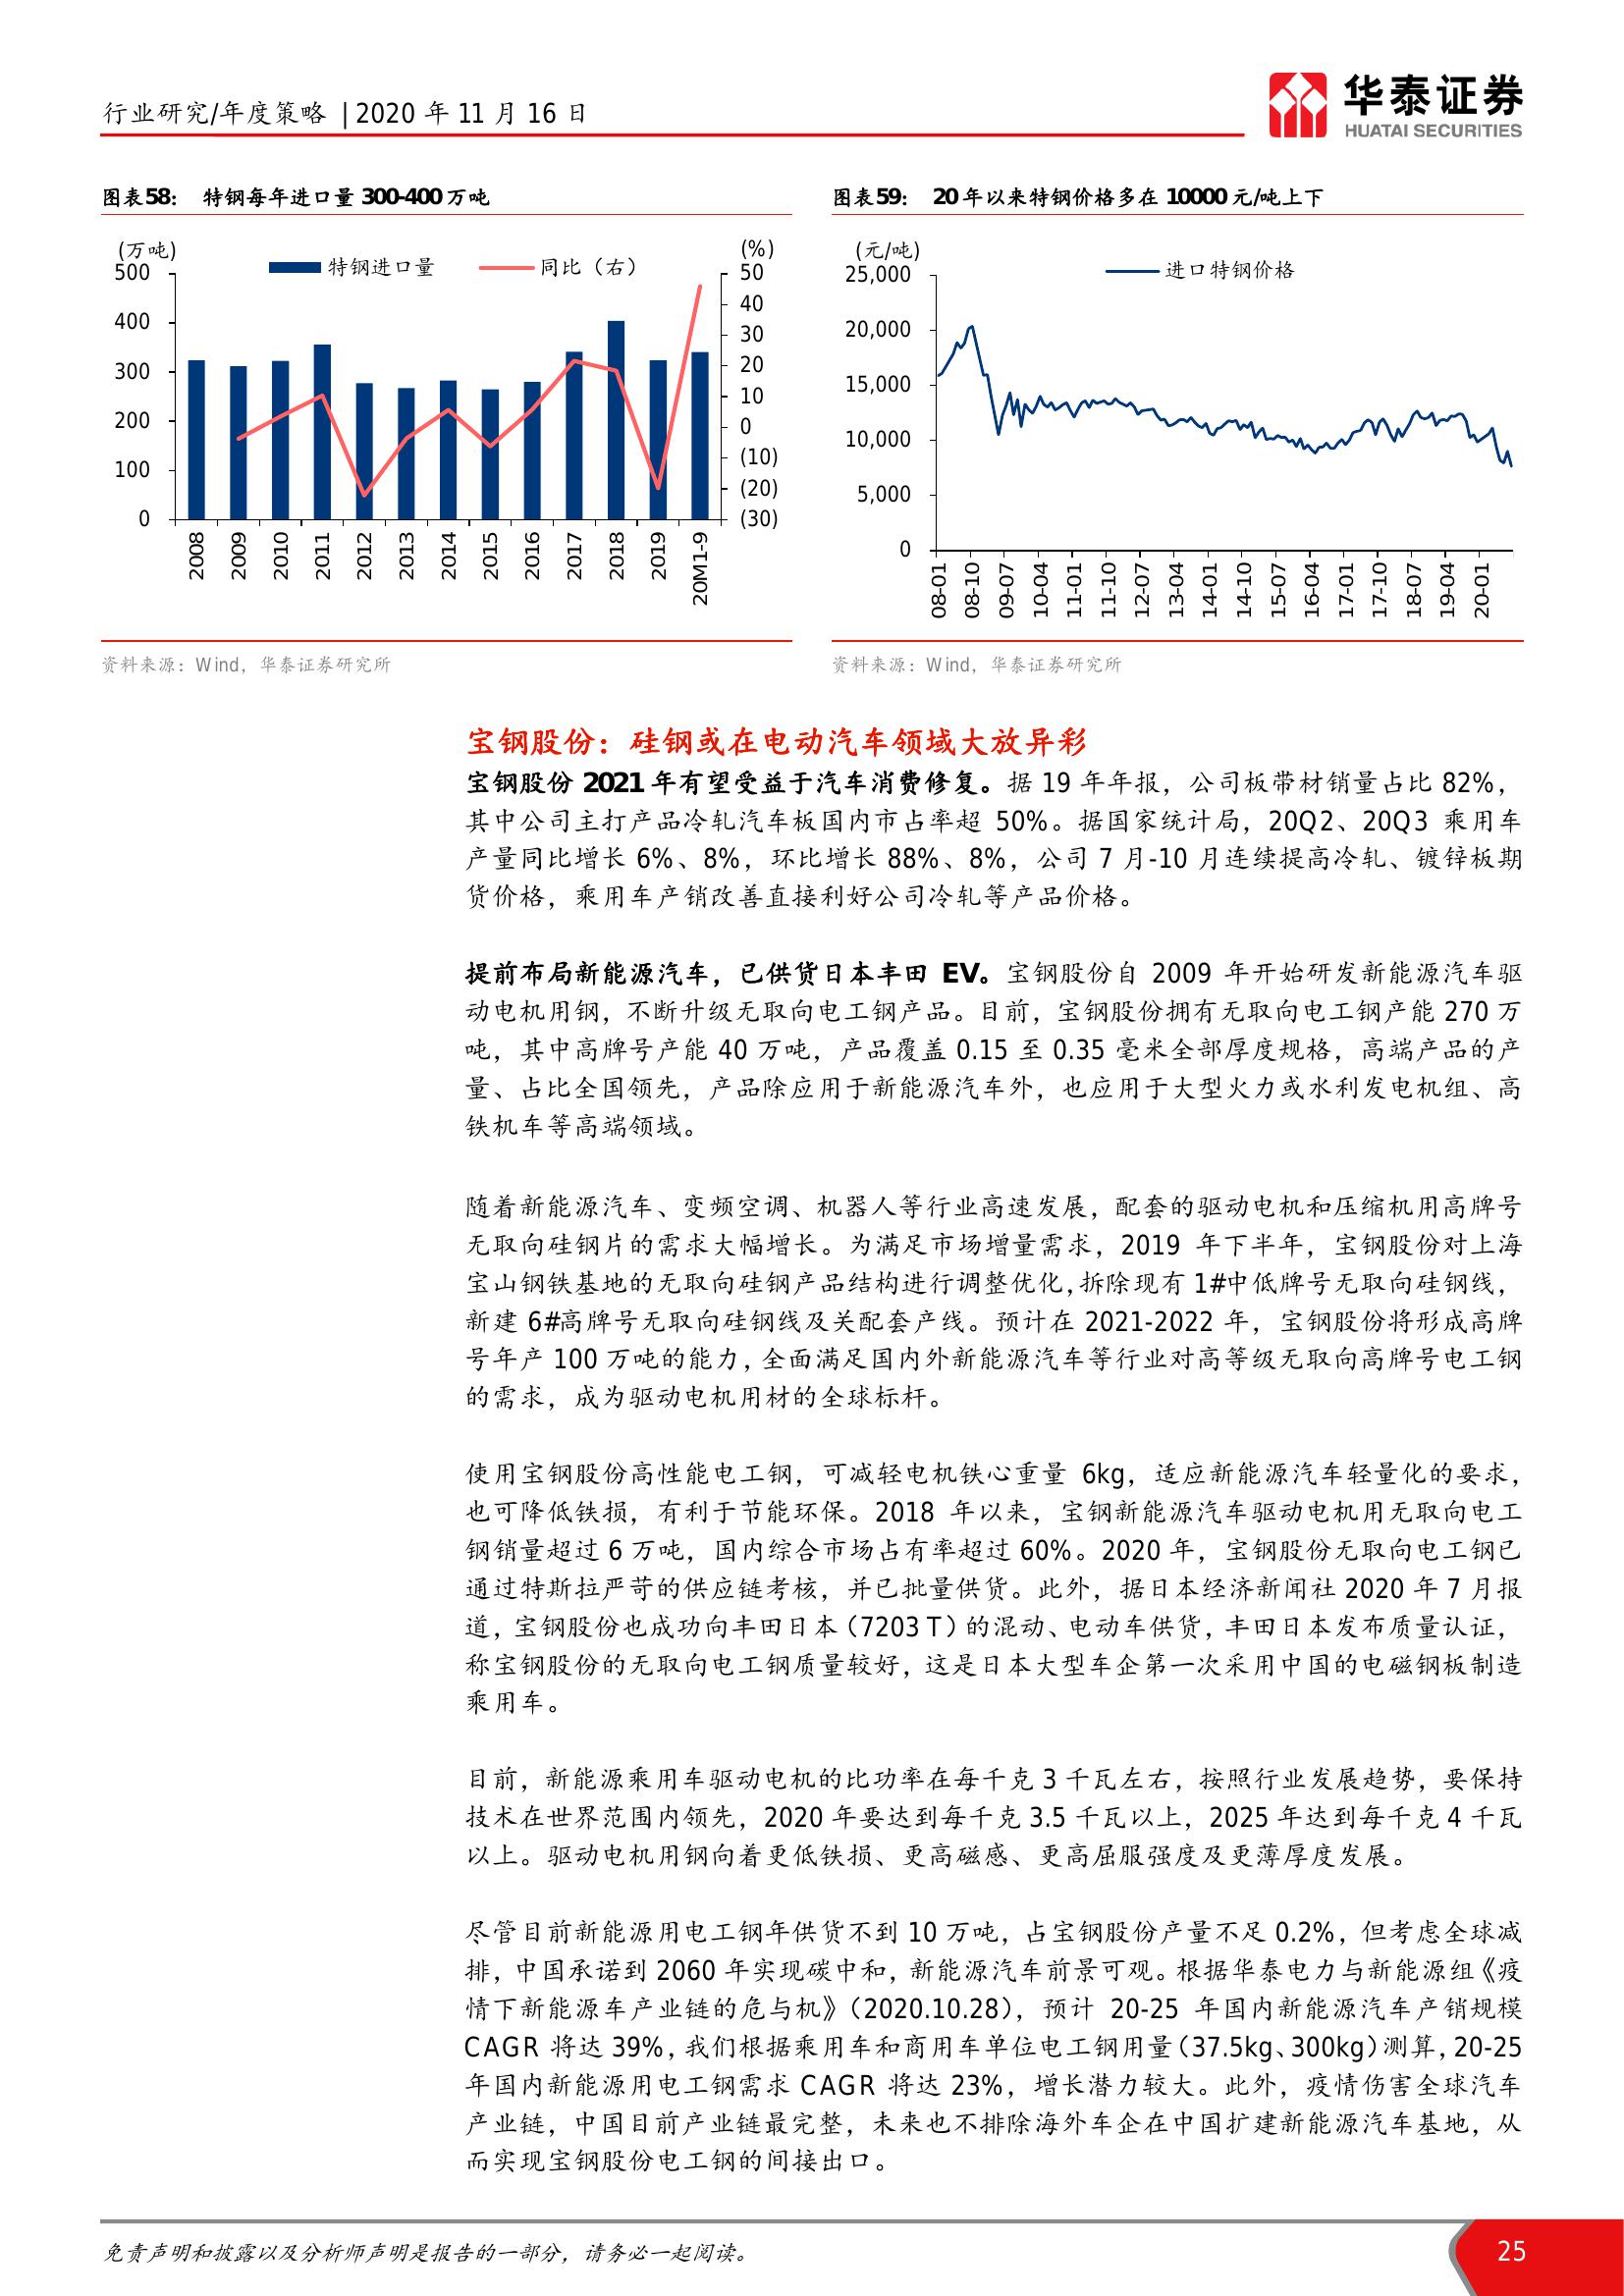 行业研究/年度策略 | 2020 年 11 月 16 日
华泰证券
HUATAI SECURITIES
图表58： 特钢每年进口量 300-400 万吨
(万吨)
(%)
特钢进口量
同比（右）
500
400
300
200
100
0
50
40
30
20
10
0
(10)
(20)
(30)
2008
2009
2010
2011
2012
2013
2014
2015
2016
2017
2018
2019
20M1-9
资料来源：Wind，华泰证券研究所
图表59： 20 年以来特钢价格多在 10000 元/吨上下
(元/吨)
进口特钢价格
25,000
20,000
15,000
10,000
5,000
0
08-01
08-10
09-07
10-04
11-01
11-10
12-07
13-04
14-01
14-10
15-07
16-04
17-01
17-10
18-07
19-04
20-01
资料来源：Wind，华泰证券研究所
宝钢股份：硅钢或在电动汽车领域大放异彩
宝钢股份 2021 年有望受益于汽车消费修复。据 19 年年报，公司板带材销量占比 82%，
其中公司主打产品冷轧汽车板国内市占率超 50%。据国家统计局，20Q2、20Q3 乘用车
产量同比增长 6%、8%，环比增长 88%、8%，公司 7 月-10 月连续提高冷轧、镀锌板期
货价格，乘用车产销改善直接利好公司冷轧等产品价格。
提前布局新能源汽车，已供货日本丰田 EV。宝钢股份自 2009 年开始研发新能源汽车驱
动电机用钢，不断升级无取向电工钢产品。目前，宝钢股份拥有无取向电工钢产能 270 万
吨，其中高牌号产能 40 万吨，产品覆盖 0.15 至 0.35 毫米全部厚度规格，高端产品的产
量、占比全国领先，产品除应用于新能源汽车外，也应用于大型火力或水利发电机组、高
铁机车等高端领域。
随着新能源汽车、变频空调、机器人等行业高速发展，配套的驱动电机和压缩机用高牌号
无取向硅钢片的需求大幅增长。为满足市场增量需求，2019 年下半年，宝钢股份对上海
宝山钢铁基地的无取向硅钢产品结构进行调整优化，拆除现有 1#中低牌号无取向硅钢线，
新建 6#高牌号无取向硅钢线及关配套产线。预计在 2021-2022 年，宝钢股份将形成高牌
号年产 100 万吨的能力，全面满足国内外新能源汽车等行业对高等级无取向高牌号电工钢
的需求，成为驱动电机用材的全球标杆。
使用宝钢股份高性能电工钢，可减轻电机铁心重量 6kg，适应新能源汽车轻量化的要求，
也可降低铁损，有利于节能环保。2018 年以来，宝钢新能源汽车驱动电机用无取向电工
钢销量超过 6 万吨，国内综合市场占有率超过 60%。2020 年，宝钢股份无取向电工钢已
通过特斯拉严苛的供应链考核，并已批量供货。此外，据日本经济新闻社 2020 年 7 月报
道，宝钢股份也成功向丰田日本（7203 T）的混动、电动车供货，丰田日本发布质量认证，
称宝钢股份的无取向电工钢质量较好，这是日本大型车企第一次采用中国的电磁钢板制造
乘用车。
目前，新能源乘用车驱动电机的比功率在每千克 3 千瓦左右，按照行业发展趋势，要保持
技术在世界范围内领先，2020 年要达到每千克 3.5 千瓦以上，2025 年达到每千克 4 千瓦
以上。驱动电机用钢向着更低铁损、更高磁感、更高屈服强度及更薄厚度发展。
尽管目前新能源用电工钢年供货不到 10 万吨，占宝钢股份产量不足 0.2%，但考虑全球减
排，中国承诺到 2060 年实现碳中和，新能源汽车前景可观。根据华泰电力与新能源组《疫
情下新能源车产业链的危与机》（2020.10.28），预计 20-25 年国内新能源汽车产销规模
CAGR 将达 39%，我们根据乘用车和商用车单位电工钢用量（37.5kg、300kg）测算，20-25
年国内新能源用电工钢需求 CAGR 将达 23%，增长潜力较大。此外，疫情伤害全球汽车
产业链，中国目前产业链最完整，未来也不排除海外车企在中国扩建新能源汽车基地，从
而实现宝钢股份电工钢的间接出口。
免责声明和披露以及分析师声明是报告的一部分，请务必一起阅读。
25